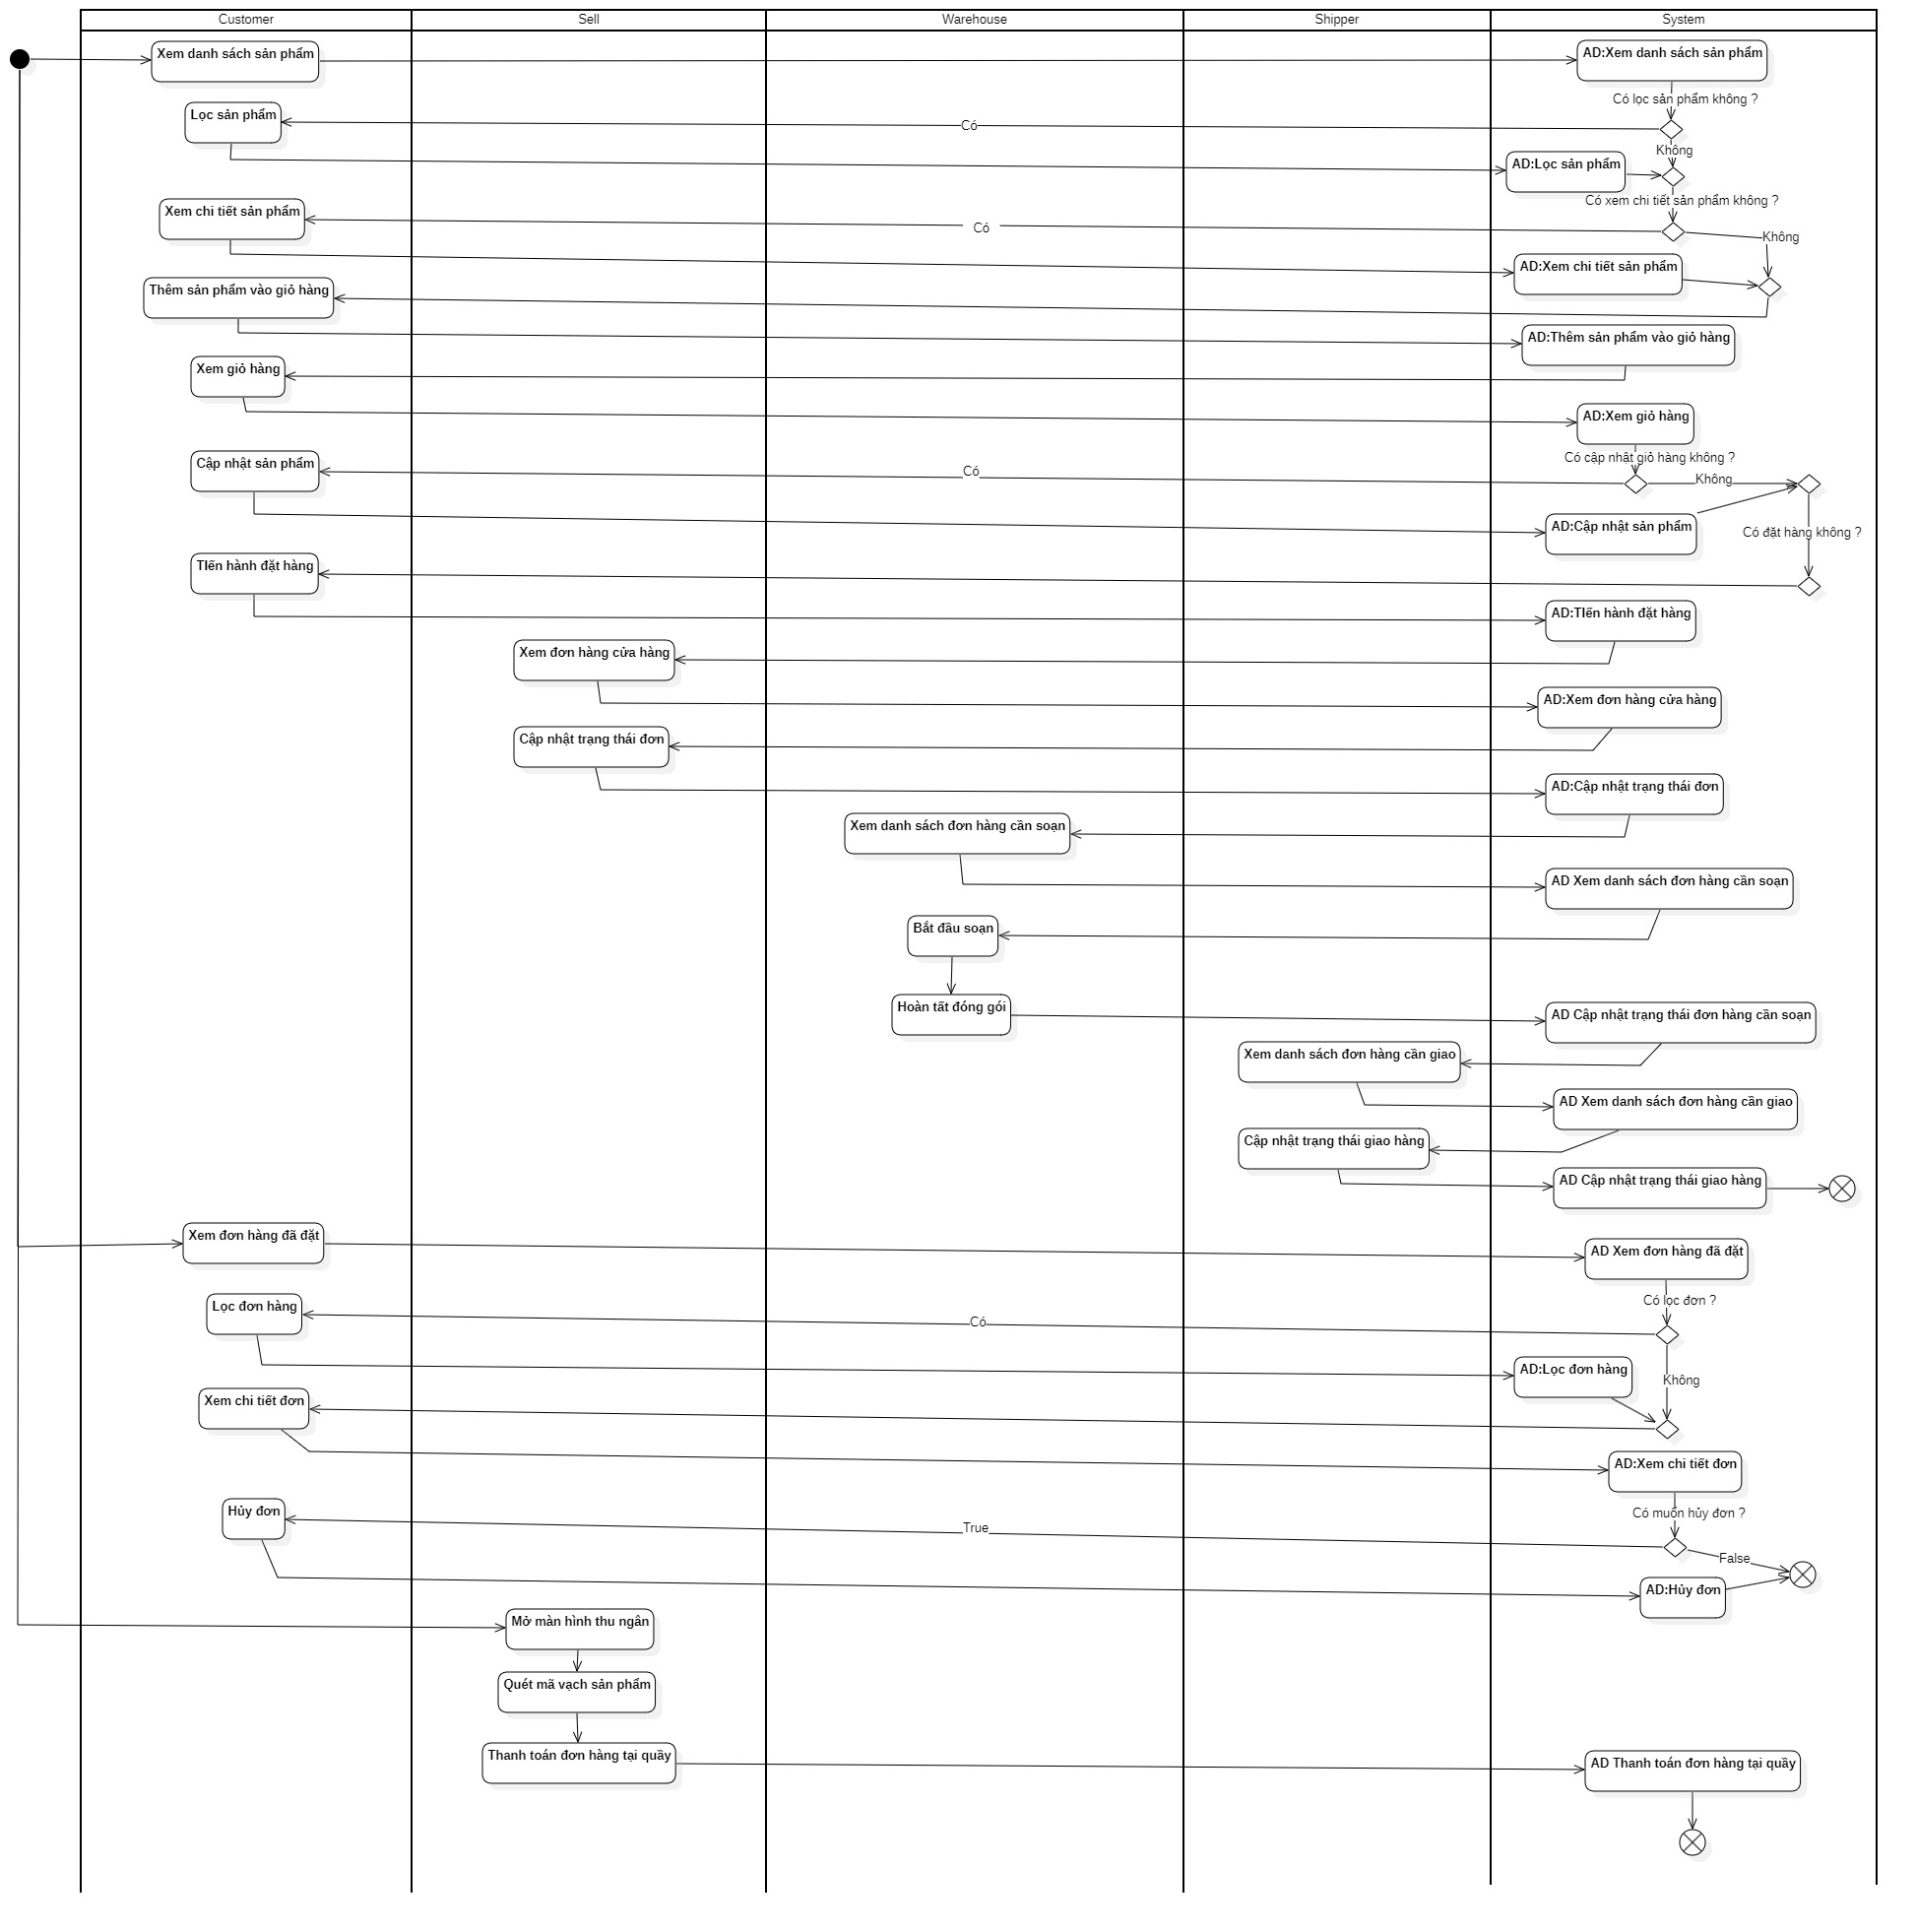 Customer
Sell
Warehouse
Shipper
System
Xem danh sách sản phẩm
AD:Xem danh sách sản phẩm
Có lọc sản phẩm không ?
Lọc sản phẩm
Có
Không
AD:Lọc sản phẩm
Có xem chi tiết sản phẩm không ?
Xem chi tiết sản phẩm
Có
Không
AD:Xem chi tiết sản phẩm
Thêm sản phẩm vào giỏ hàng
AD:Thêm sản phẩm vào giỏ hàng
Xem giỏ hàng
AD:Xem giỏ hàng
Có cập nhật giỏ hàng không ?
Cập nhật sản phẩm
Có
Không
AD:Cập nhật sản phẩm
Có đặt hàng không ?
TIến hành đặt hàng
AD:TIến hành đặt hàng
Xem đơn hàng cửa hàng
AD:Xem đơn hàng cửa hàng
Cập nhật trạng thái đơn
AD:Cập nhật trạng thái đơn
Xem danh sách đơn hàng cần soạn
AD Xem danh sách đơn hàng cần soạn
Bắt đầu soạn
Hoàn tất đóng gói
AD Cập nhật trạng thái đơn hàng cần soạn
Xem danh sách đơn hàng cần giao
AD Xem danh sách đơn hàng cần giao
Cập nhật trạng thái giao hàng
AD Cập nhật trạng thái giao hàng
Xem đơn hàng đã đặt
AD Xem đơn hàng đã đặt
Có lọc đơn ?
Lọc đơn hàng
Có
AD:Lọc đơn hàng
Không
Xem chi tiết đơn
AD:Xem chi tiết đơn
Có muốn hủy đơn ?
Hủy đơn
True
False
AD:Hủy đơn
Mở màn hình thu ngân
Quét mã vạch sản phẩm
Thanh toán đơn hàng tại quầy
AD Thanh toán đơn hàng tại quầy